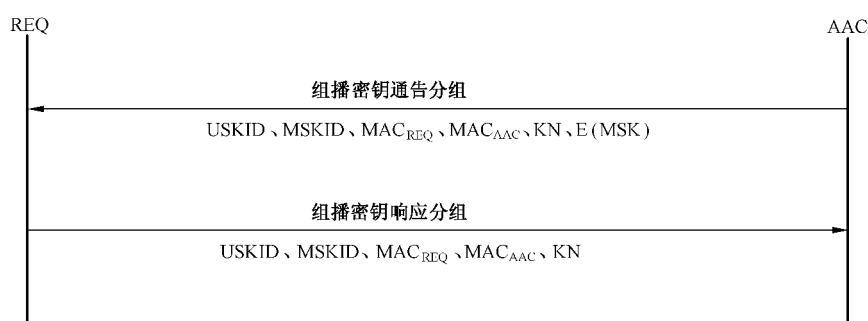 REQ AAC
组播密钥通告分组
USKID、MSKID、MAC_REQ、MAC_AAC、KN、E(MSK)
组播密钥响应分组
USKID、MSKID、MAC_REQ、MAC_AAC、KN